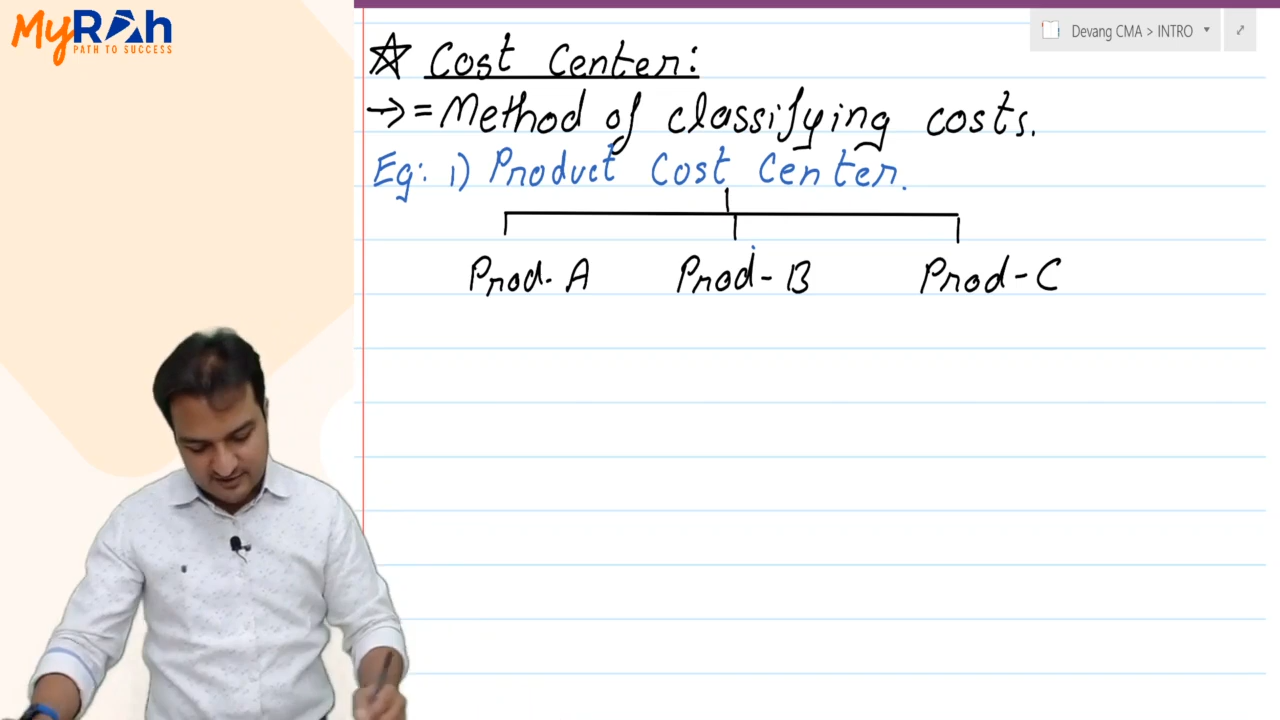 MyRAh
PATH TO SUCCESS
Devang CMA > INTRO
Cost Center:
→ = Method of classifying costs.
Eg: 1) Product Cost Center.
Prod. A Prod - B Prod - C